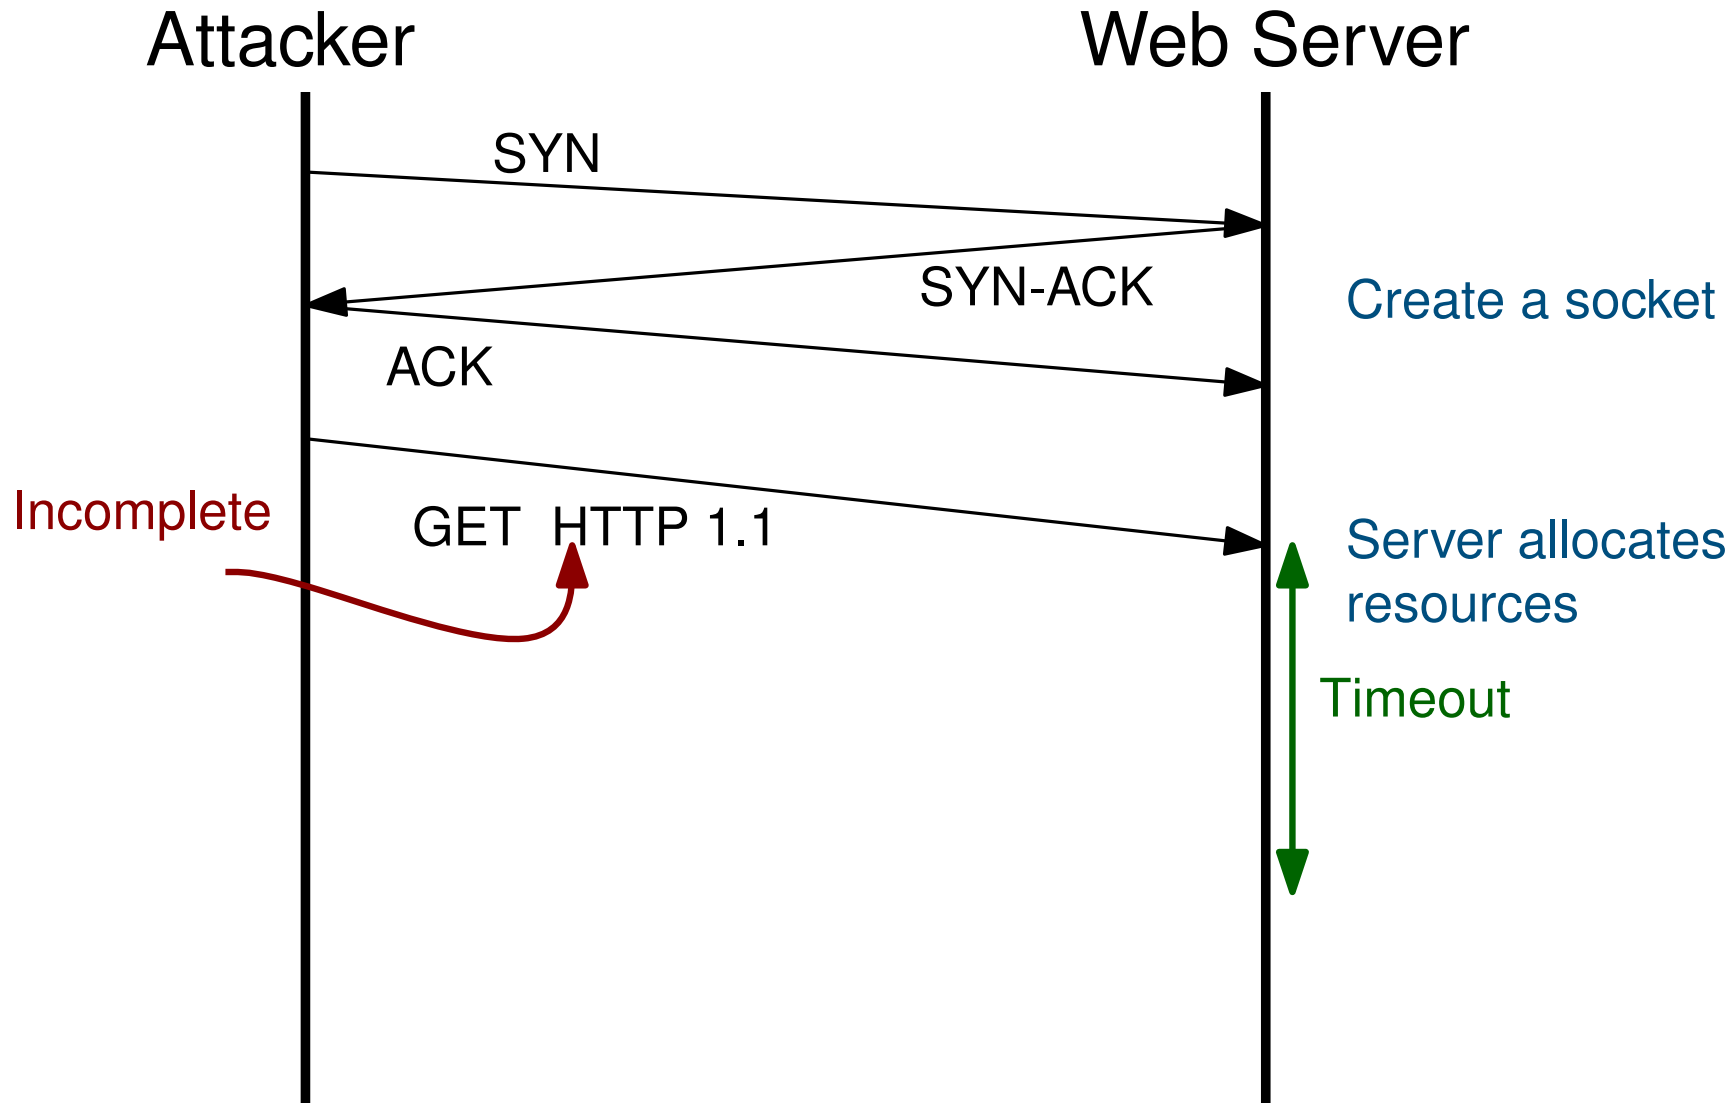 Attacker
Web Server
SYN
SYN-ACK
Create a socket
ACK
Incomplete
GET  HTTP 1.1
Server allocates
resources
Timeout